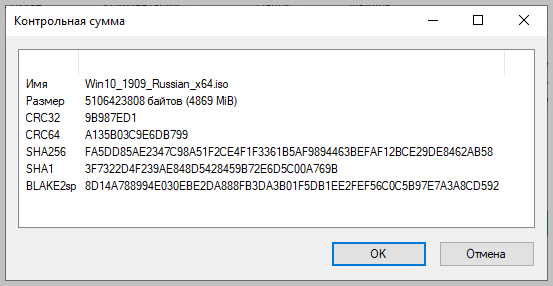 Контрольная сумма
Имя Win10_1909_Russian_x64.iso
Размер 5106423808 байтов (4869 MiB)
CRC32 9B987ED1
CRC64 A135B03C9E6DB799
SHA256 FA5DD85AE2347C98A51F2CE4F1F3361B5AF9894463BEFAF12BCE29DE8462AB58
SHA1 3F7322D4F239AE848D5428459B72E6D5C00A769B
BLAKE2sp 8D14A788994E030EBE2DA888FB3DA3B01F5DB1EE2FEF56C0C5B97E7A3A8CD592
OK Отмена